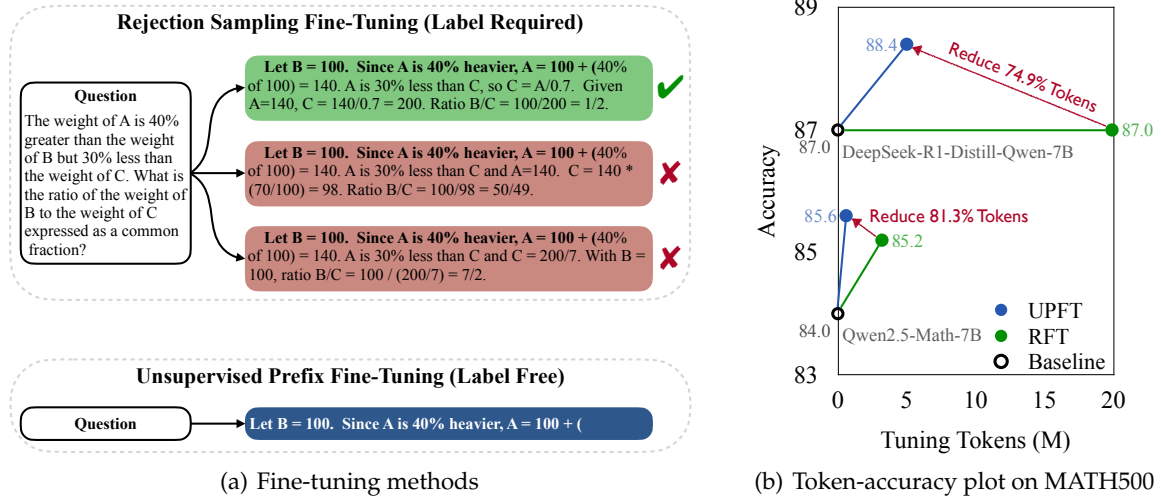 Rejection Sampling Fine-Tuning (Label Required)
Question
The weight of A is 40%
greater than the weight
of B but 30% less than
the weight of C. What is
the ratio of the weight of
B to the weight of C
expressed as a common
fraction?
Let B = 100. Since A is 40% heavier, A = 100 + (40%
of 100) = 140. A is 30% less than C, so C = A/0.7. Given
A=140, C = 140/0.7 = 200. Ratio B/C = 100/200 = 1/2.
Let B = 100. Since A is 40% heavier, A = 100 + (40%
of 100) = 140. A is 30% less than C and A=140. C = 140 *
(70/100) = 98. Ratio B/C = 100/98 = 50/49.
Let B = 100. Since A is 40% heavier, A = 100 + (40%
of 100) = 140. A is 30% less than C and C = 200/7. With B =
100, ratio B/C = 100 / (200/7) = 7/2.
Unsupervised Prefix Fine-Tuning (Label Free)
Question
Let B = 100. Since A is 40% heavier, A = 100 + (
(a) Fine-tuning methods
Accuracy
89
87
85
83
88.4
Reduce 74.9% Tokens
87.0
87.0
DeepSeek-R1-Distill-Qwen-7B
85.6
Reduce 81.3% Tokens
85.2
84.0
Qwen2.5-Math-7B
UPFT
RFT
Baseline
0
5
10
15
20
Tuning Tokens (M)
(b) Token-accuracy plot on MATH500